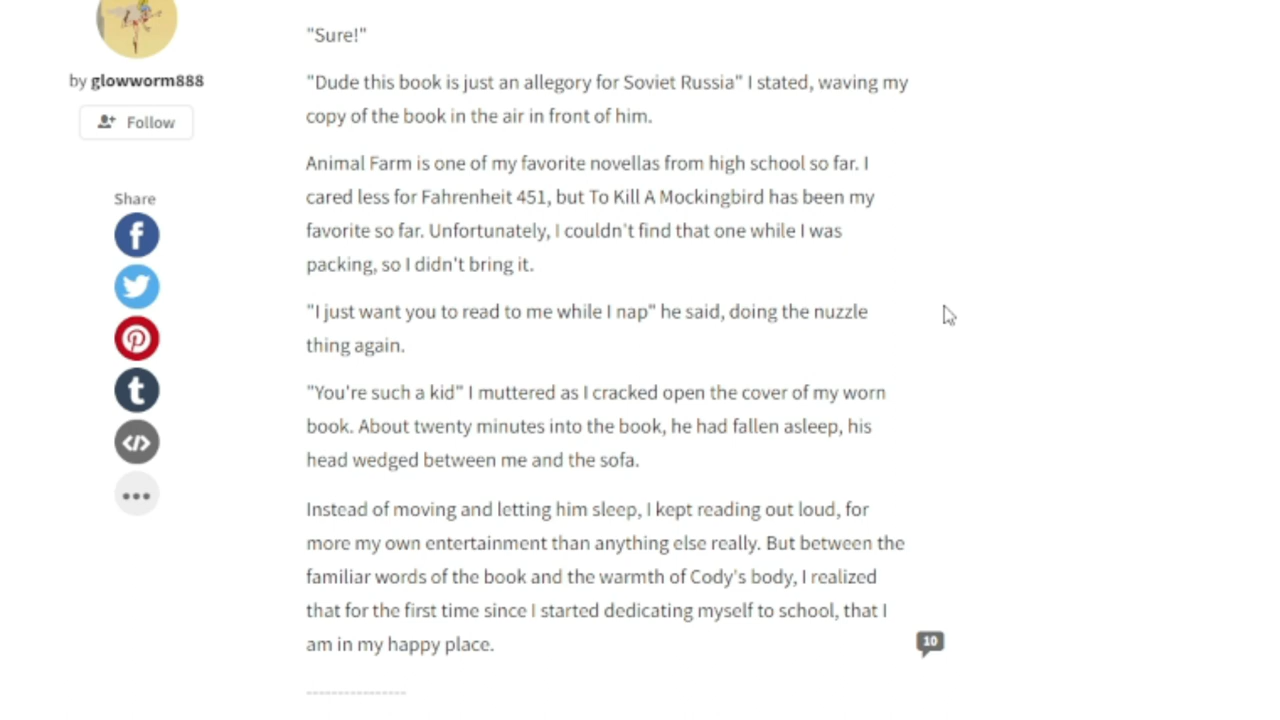 "Sure!"
by glowworm888
"Dude this book is just an allegory for Soviet Russia" I stated, waving my
copy of the book in the air in front of him.
Follow
Animal Farm is one of my favorite novellas from high school so far. I
cared less for Fahrenheit 451, but To Kill A Mockingbird has been my
favorite so far. Unfortunately, I couldn't find that one while I was
packing, so I didn't bring it.
Share
f
"I just want you to read to me while I nap" he said, doing the nuzzle
thing again.
t
"You're such a kid" I muttered as I cracked open the cover of my worn
book. About twenty minutes into the book, he had fallen asleep, his
head wedged between me and the sofa.
</>
Instead of moving and letting him sleep, I kept reading out loud, for
more my own entertainment than anything else really. But between the
familiar words of the book and the warmth of Cody's body, I realized
that for the first time since I started dedicating myself to school, that I
am in my happy place.
10
----------------